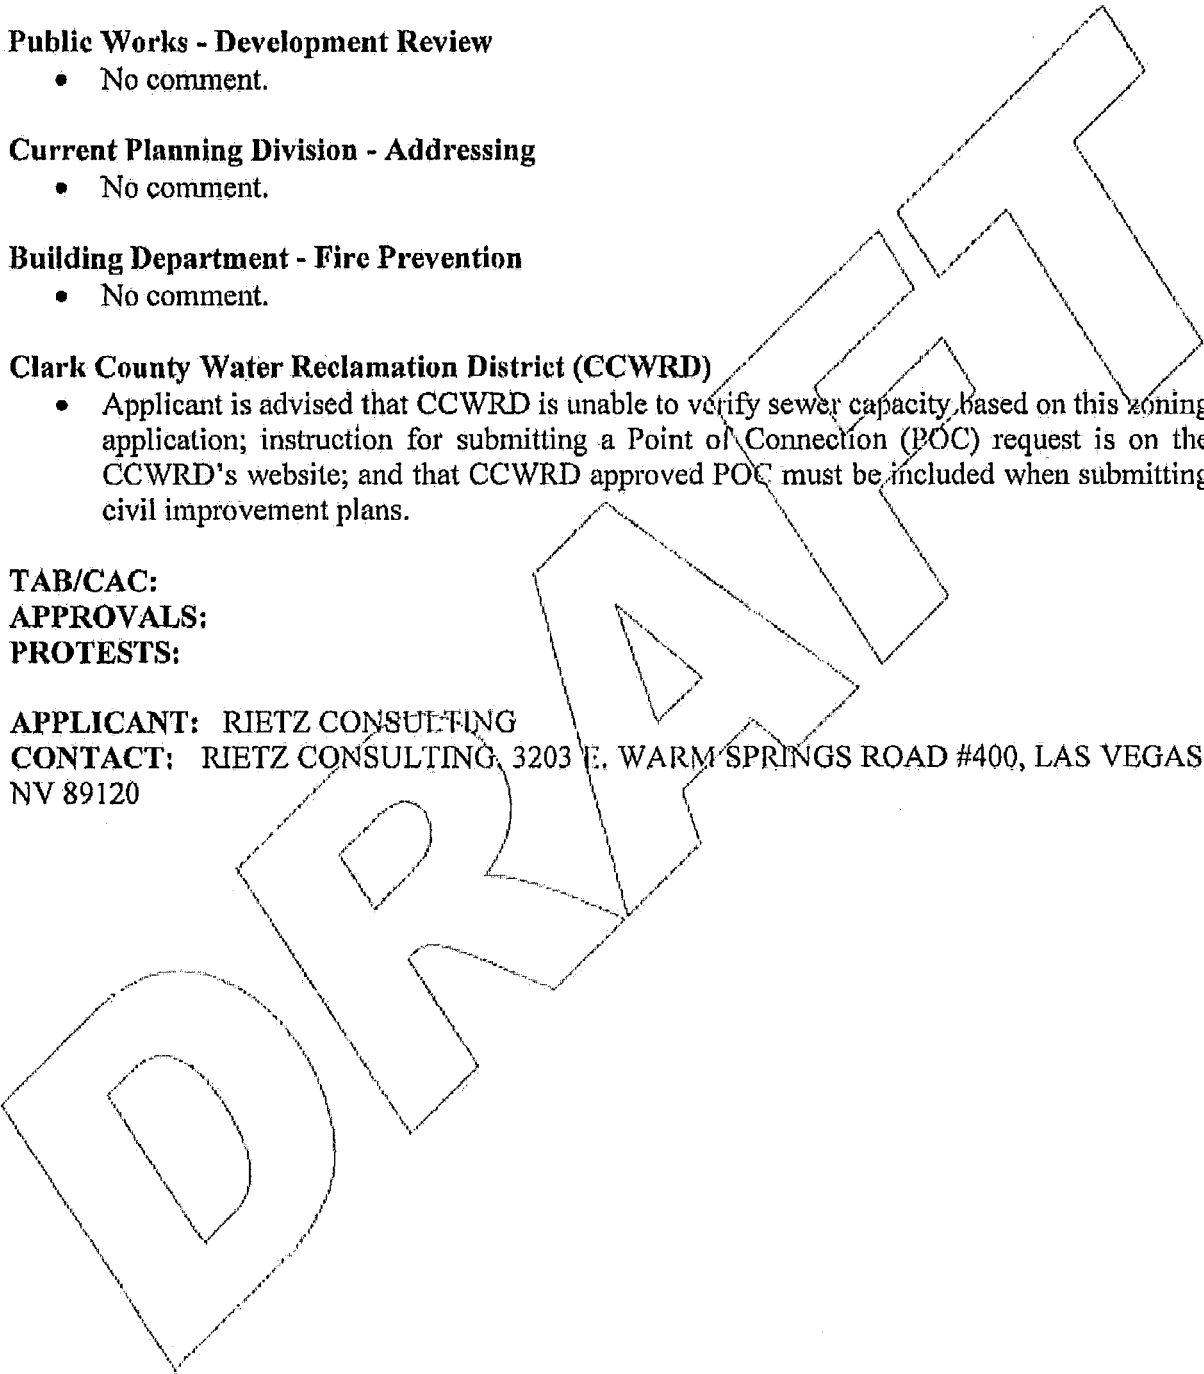 Public Works - Development Review
• No comment.
Current Planning Division - Addressing
• No comment.
Building Department - Fire Prevention
• No comment.
Clark County Water Reclamation District (CCWRD)
• Applicant is advised that CCWRD is unable to verify sewer capacity based on this zoning
application; instruction for submitting a Point of Connection (POC) request is on the
CCWRD's website; and that CCWRD approved POC must be included when submitting
civil improvement plans.
TAB/CAC:
APPROVALS:
PROTESTS:
APPLICANT: RIETZ CONSULTING
CONTACT: RIETZ CONSULTING, 3203 E. WARM SPRINGS ROAD #400, LAS VEGAS
NV 89120
DRAFT